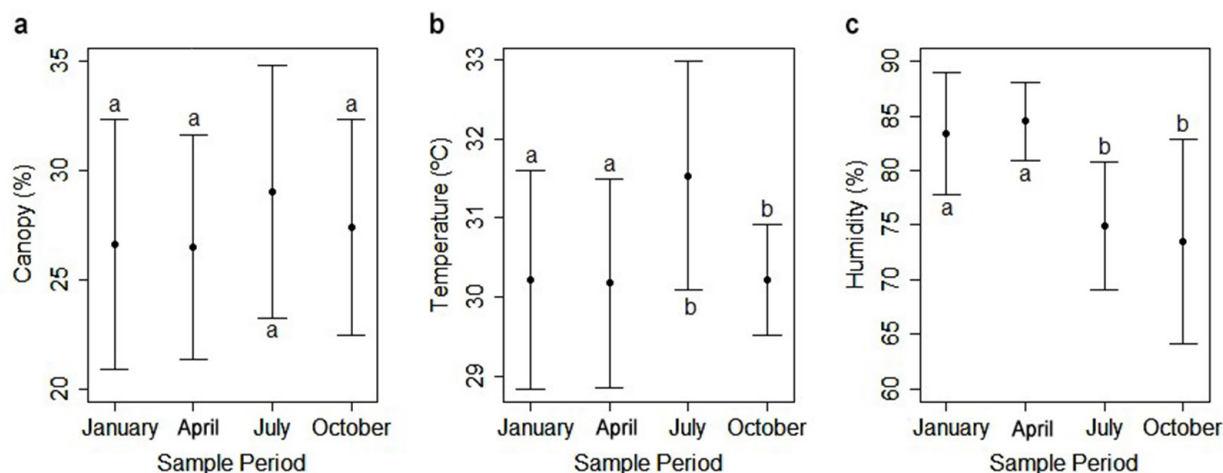 a
Canopy (%)
35
30
25
20
a
a
a
a
January
April
July
October
Sample Period
b
Temperature (ºC)
33
32
31
30
29
a
a
b
b
January
April
July
October
Sample Period
c
Humidity (%)
90
85
80
75
70
65
60
a
a
b
b
January
April
July
October
Sample Period